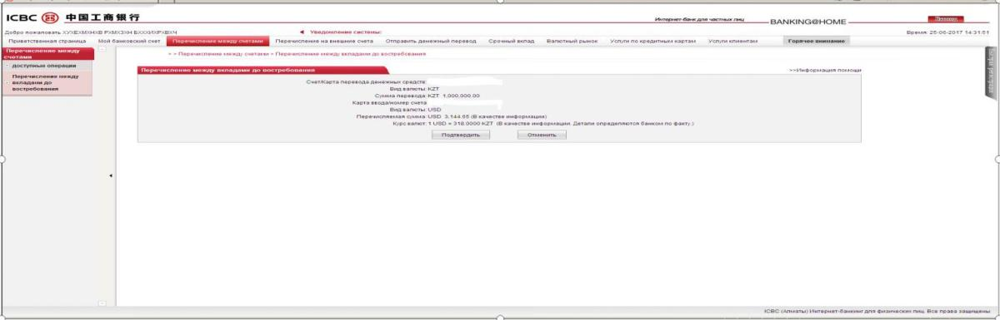 ICBC 中国工商银行
Интернет-банк для частных лиц BANKING@HOME
Добро пожаловать
Уведомление системы:
Время: 25-06-2017 14:31:51
Приветственная страница Мой банковский счет Перечисление между счетами Перечисление на внешние счета Отправить денежный перевод Срочный вклад Валютный рынок Услуги по кредитным картам Услуги клиентам Горячее внимание
Перечисление между
счетами
доступные операции
Перечисление между
вкладами до
востребования
> > Перечисление между счетами > Перечисление между вкладами до востребования
Перечисление между вкладами до востребования
>>Информация помощи
Счет/Карта перевода денежных средств:
Вид валюты: KZT
Сумма перевода: KZT 1,000,000.00
Карта ввода/номер счета
Вид валюты: USD
Перечисляемая сумма: USD 3,144.65 (В качестве информации)
Курс валют: 1 USD = 318.0000 KZT (В качестве информации. Детали определяются банком по факту.)
Подтвердить Отменить
ICBC (Алматы) Интернет-банкинг для физических лиц. Все права защищены